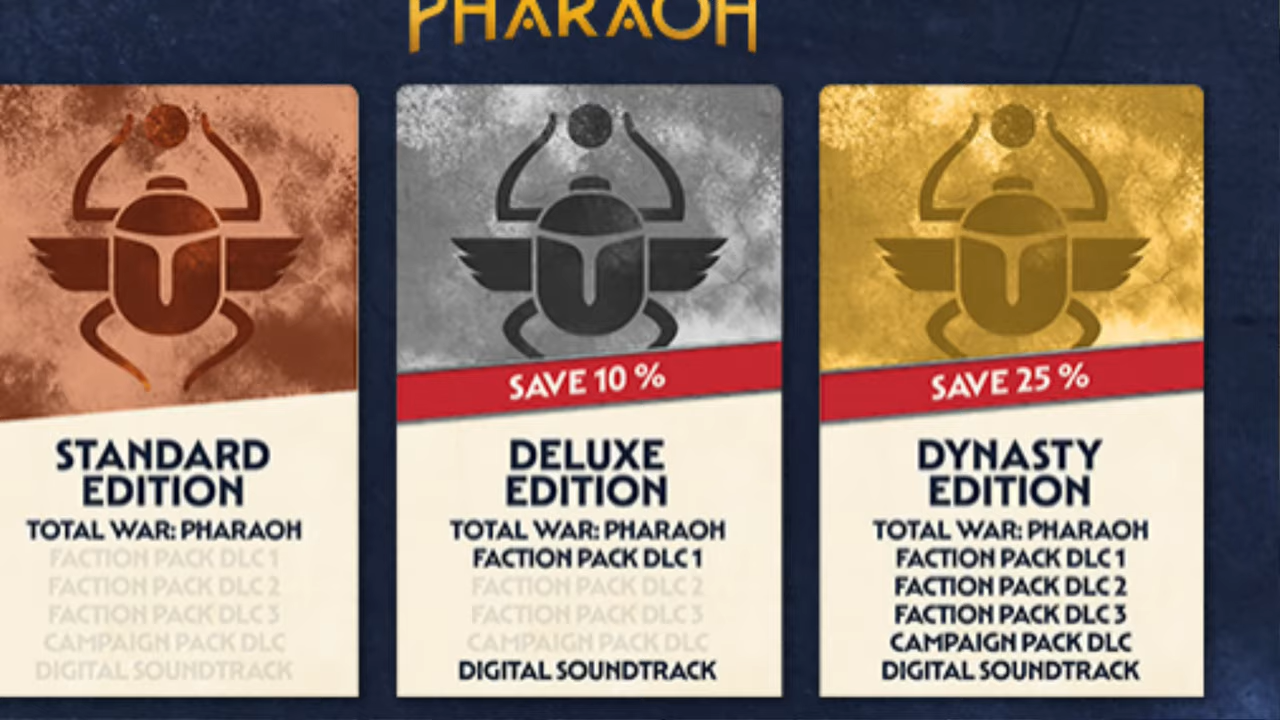 PHARAOH
STANDARD
EDITION
TOTAL WAR: PHARAOH
FACTION PACK DLC 1
FACTION PACK DLC 2
FACTION PACK DLC 3
CAMPAIGN PACK DLC
DIGITAL SOUNDTRACK
SAVE 10 %
DELUXE
EDITION
TOTAL WAR: PHARAOH
FACTION PACK DLC 1
FACTION PACK DLC 2
FACTION PACK DLC 3
CAMPAIGN PACK DLC
DIGITAL SOUNDTRACK
SAVE 25 %
DYNASTY
EDITION
TOTAL WAR: PHARAOH
FACTION PACK DLC 1
FACTION PACK DLC 2
FACTION PACK DLC 3
CAMPAIGN PACK DLC
DIGITAL SOUNDTRACK